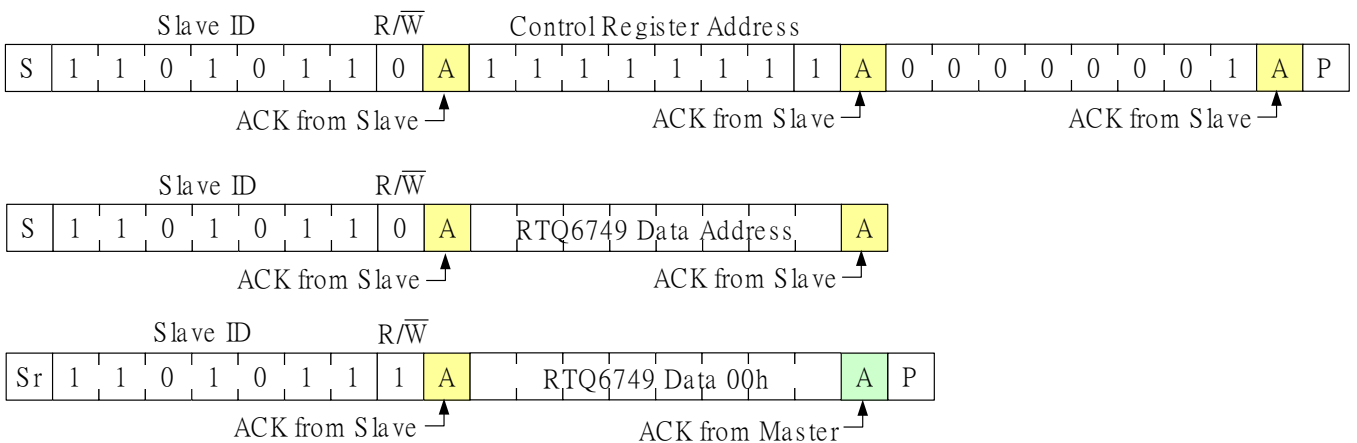 Slave ID R/W̅ Control Register Address
S 1 1 0 1 0 1 1 0 A 1 1 1 1 1 1 1 1 A 0 0 0 0 0 0 0 1 A P
ACK from Slave ACK from Slave ACK from Slave
Slave ID R/W̅
S 1 1 0 1 0 1 1 0 A RTQ6749 Data Address A
ACK from Slave ACK from Slave
Slave ID R/W̅
Sr 1 1 0 1 0 1 1 1 A RTQ6749 Data 00h A P
ACK from Slave ACK from Master